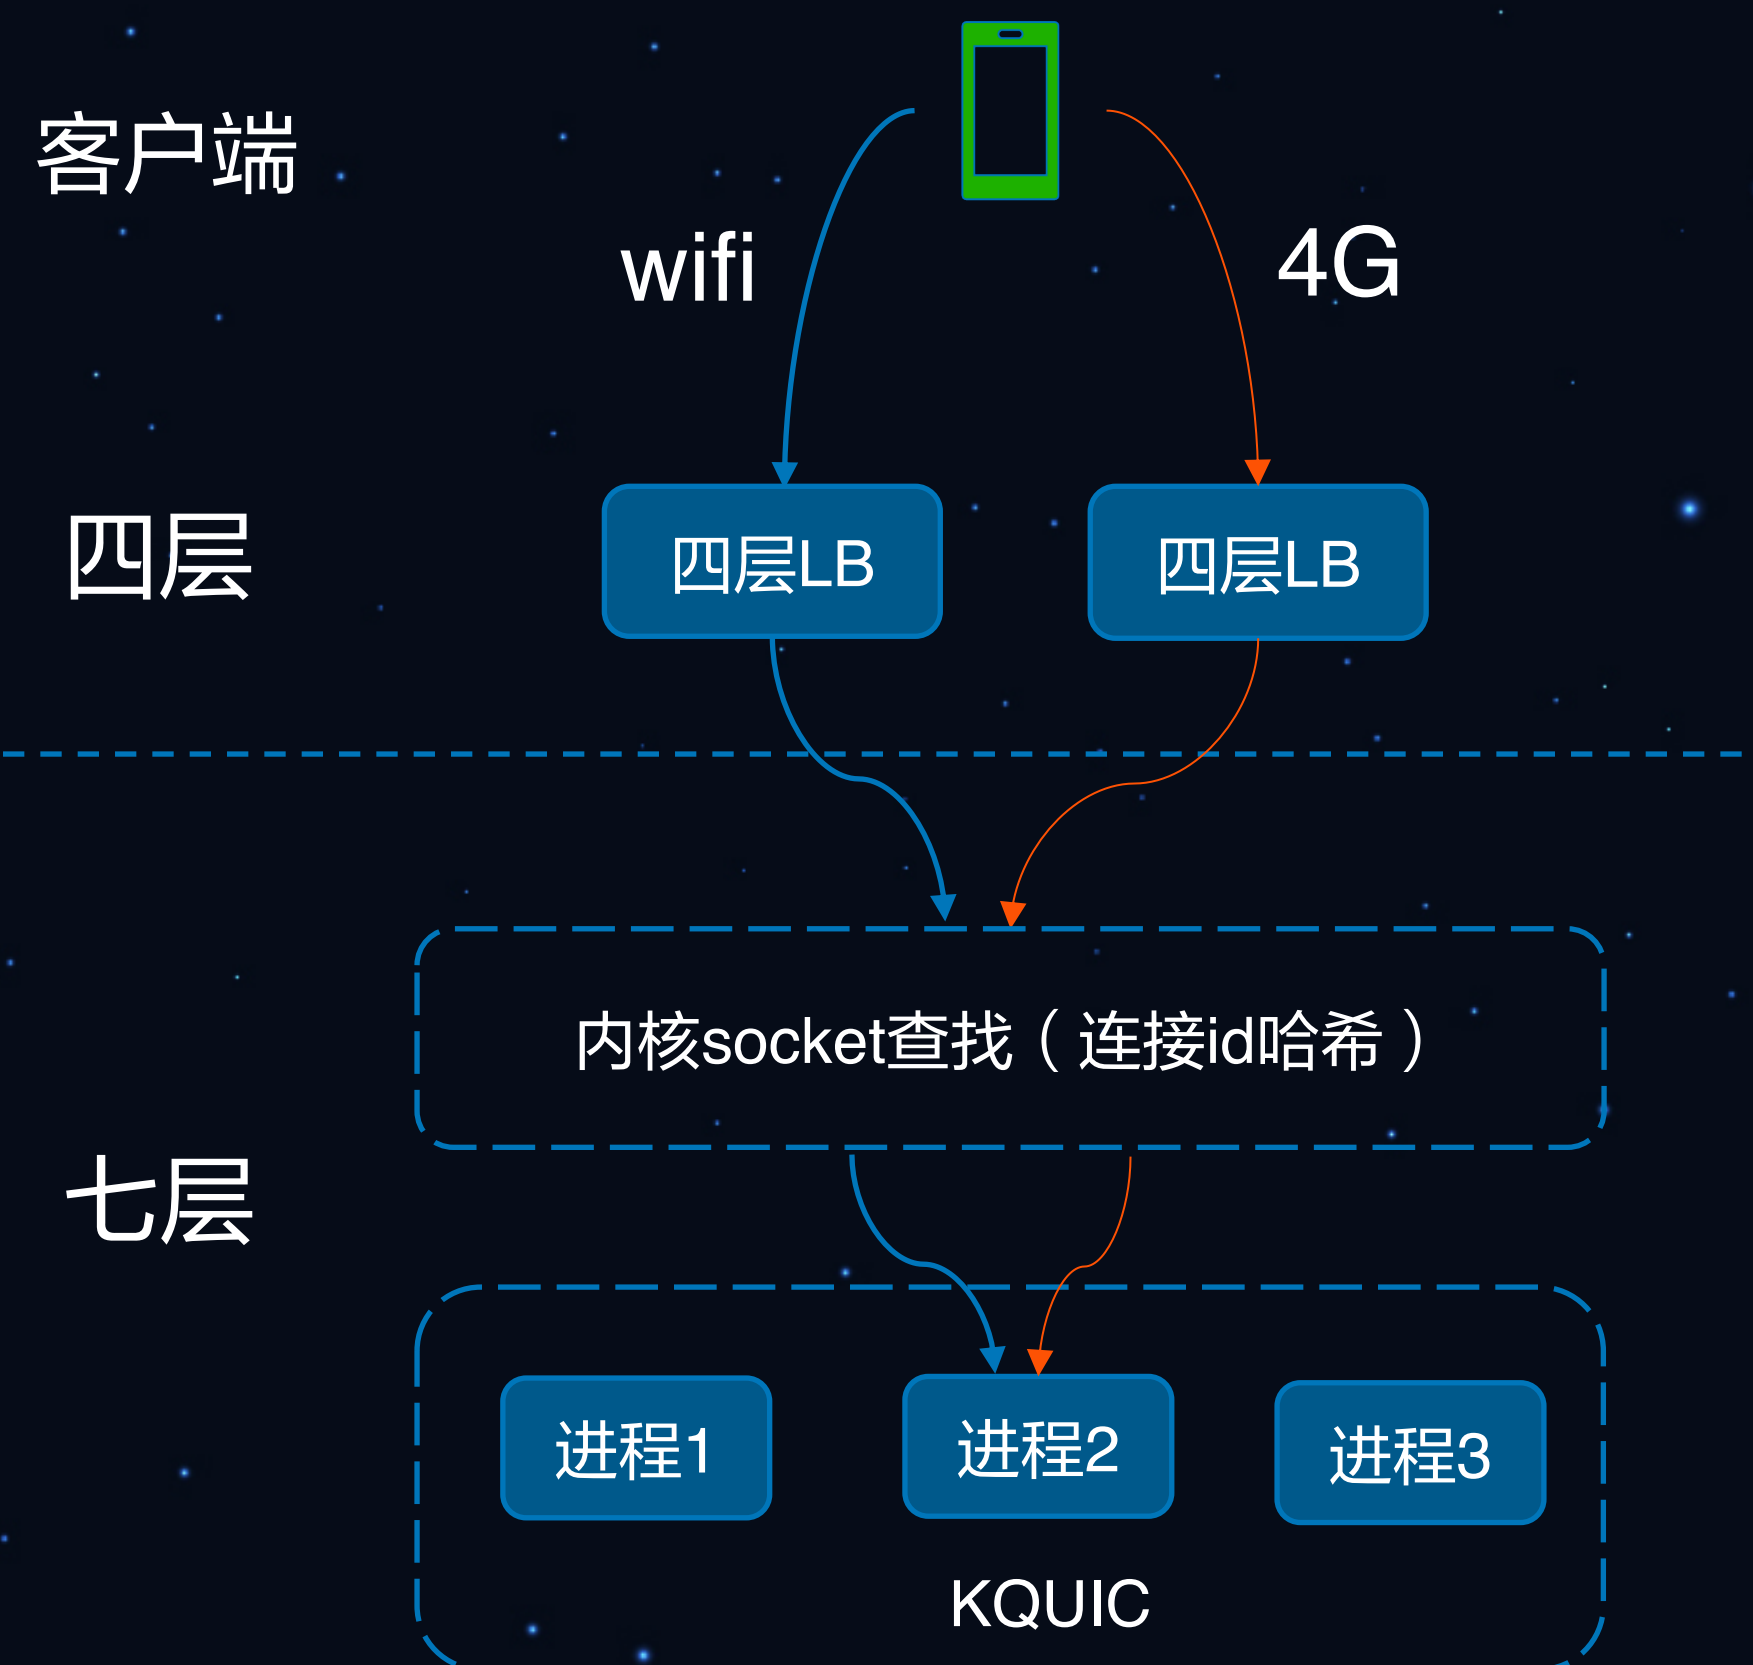 客户端
wifi
4G
四层
四层LB
四层LB
内核socket查找（连接id哈希）
七层
进程1
进程2
进程3
KQUIC